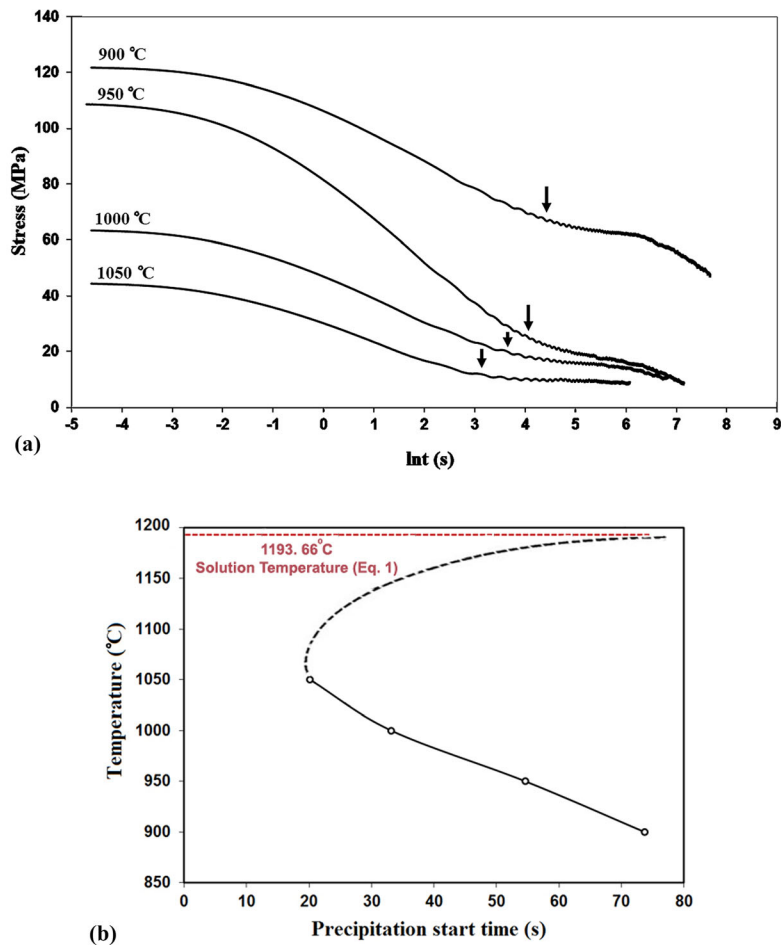 140
120
100
80
60
40
20
0
Stress (MPa)
900 °C
950 °C
1000 °C
1050 °C
-5 -4 -3 -2 -1 0 1 2 3 4 5 6 7 8 9
lnt (s)
(a)
1200
1150
1100
1050
1000
950
900
850
Temperature (°C)
1193. 66°C
Solution Temperature (Eq. 1)
0 10 20 30 40 50 60 70 80
Precipitation start time (s)
(b)